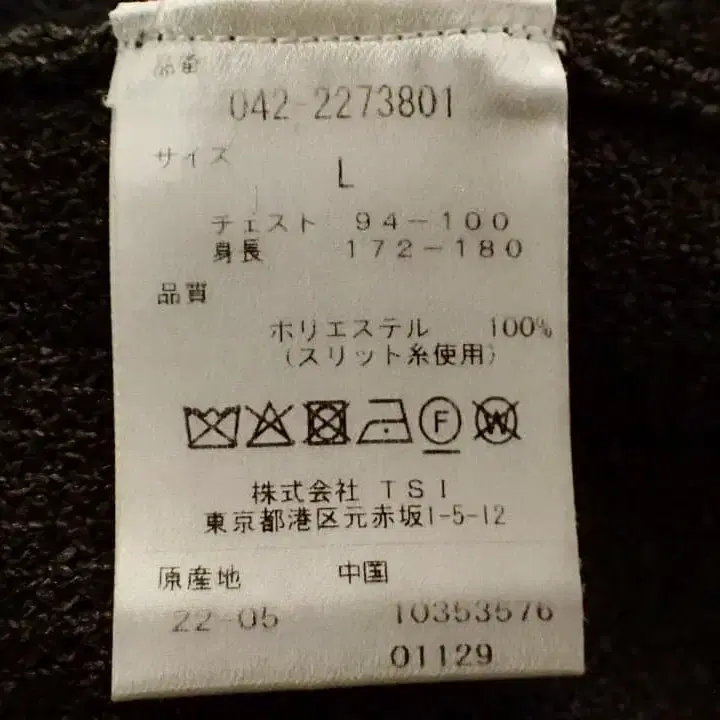 品番
042-2273801
サイズ
L
チェスト 94-100
身長 172-180
品質
ホリエステル 100%
(スリット糸使用)
F W
株式会社 TSI
東京都港区元赤坂1-5-12
原産地 中国
22-05 10353576
01129